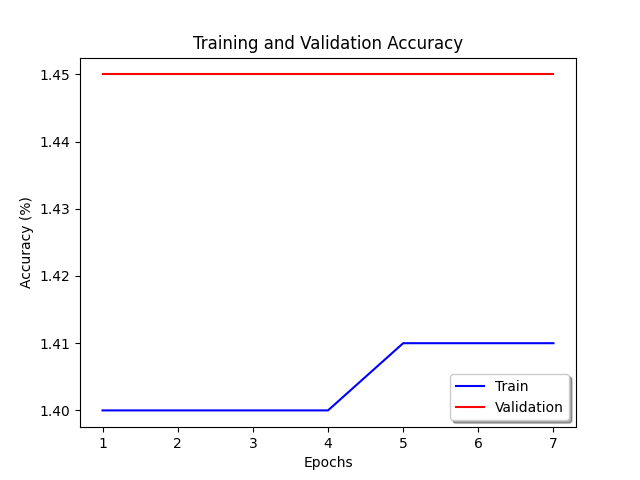 Training and Validation Accuracy
Accuracy (%)
1.45
1.44
1.43
1.42
1.41
1.40
Train
Validation
1 2 3 4 5 6 7
Epochs